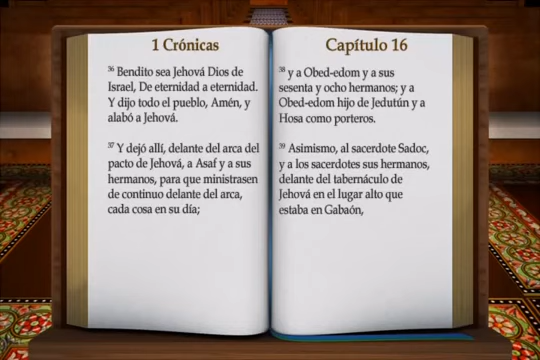 1 Crónicas
36 Bendito sea Jehová Dios de
Israel, De eternidad a eternidad.
Y dijo todo el pueblo, Amén, y
alabó a Jehová.
37 Y dejó allí, delante del arca del
pacto de Jehová, a Asaf y a sus
hermanos, para que ministrasen
de continuo delante del arca,
cada cosa en su día;
Capítulo 16
38 y a Obed-edom y a sus
sesenta y ocho hermanos; y a
Obed-edom hijo de Jedutún y a
Hosa como porteros.
39 Asimismo, al sacerdote Sadoc,
y a los sacerdotes sus hermanos,
delante del tabernáculo de
Jehová en el lugar alto que
estaba en Gabaón,